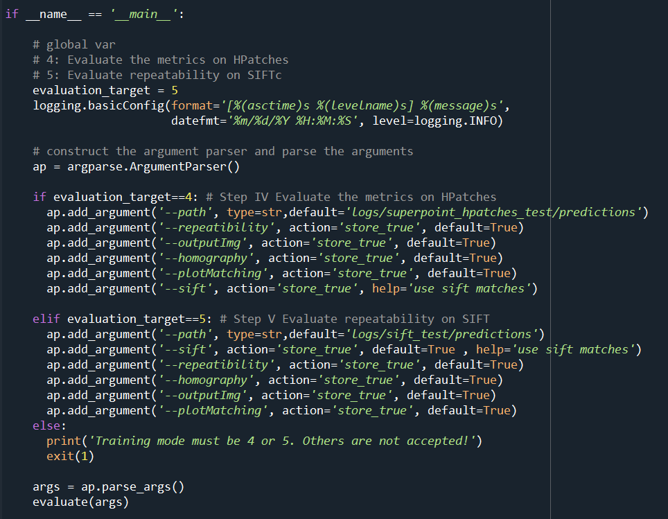 if __name__ == '__main__':

    # global var
    # 4: Evaluate the metrics on HPatches
    # 5: Evaluate repeatability on SIFTc
    evaluation_target = 5
    logging.basicConfig(format='[%(asctime)s %(levelname)s] %(message)s',
                        datefmt='%m/%d/%Y %H:%M:%S', level=logging.INFO)

    # construct the argument parser and parse the arguments
    ap = argparse.ArgumentParser()

    if evaluation_target==4: # Step IV Evaluate the metrics on HPatches
      ap.add_argument('--path', type=str,default='logs/superpoint_hpatches_test/predictions')
      ap.add_argument('--repeatibility', action='store_true', default=True)
      ap.add_argument('--outputImg', action='store_true', default=True)
      ap.add_argument('--homography', action='store_true', default=True)
      ap.add_argument('--plotMatching', action='store_true', default=True)
      ap.add_argument('--sift', action='store_true', help='use sift matches')

    elif evaluation_target==5: # Step V Evaluate repeatability on SIFT
      ap.add_argument('--path', type=str,default='logs/sift_test/predictions')
      ap.add_argument('--sift', action='store_true', default=True , help='use sift matches')
      ap.add_argument('--repeatibility', action='store_true', default=True)
      ap.add_argument('--homography', action='store_true', default=True)
      ap.add_argument('--outputImg', action='store_true', default=True)
      ap.add_argument('--plotMatching', action='store_true', default=True)
    else:
      print('Training mode must be 4 or 5. Others are not accepted!')
      exit(1)

    args = ap.parse_args()
    evaluate(args)